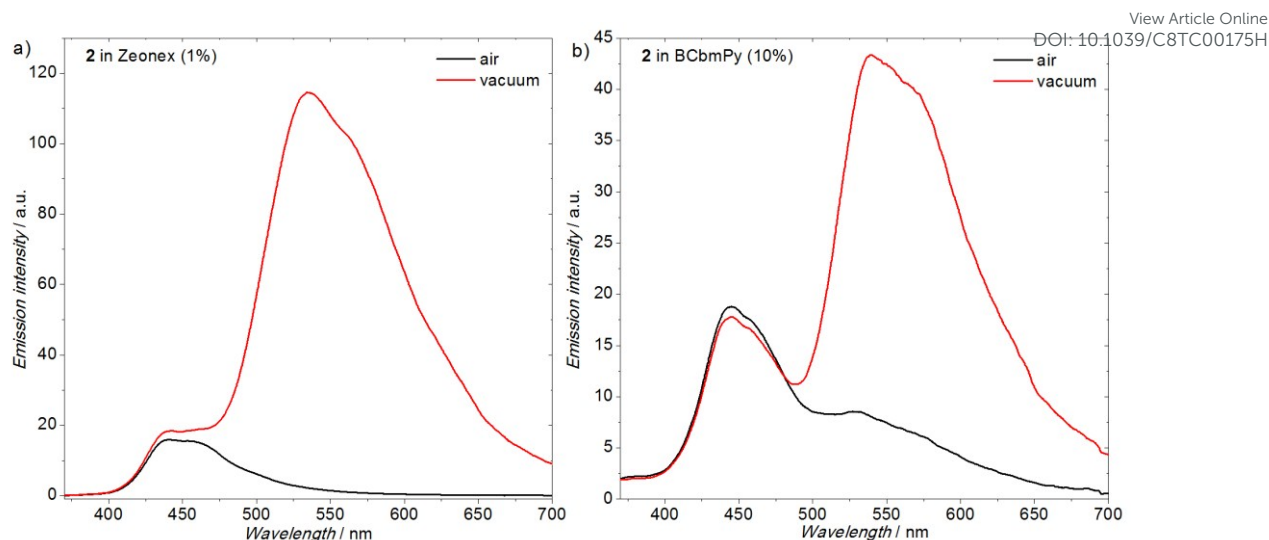 View Article Online
DOI: 10.1039/C8TC00175H
a)
2 in Zeonex (1%)
air
vacuum
120
100
80
60
40
20
0
Emission intensity / a.u.
400
450
500
550
600
650
700
Wavelength / nm
b)
2 in BCbmPy (10%)
air
vacuum
45
40
35
30
25
20
15
10
5
0
Emission intensity / a.u.
400
450
500
550
600
650
700
Wavelength / nm